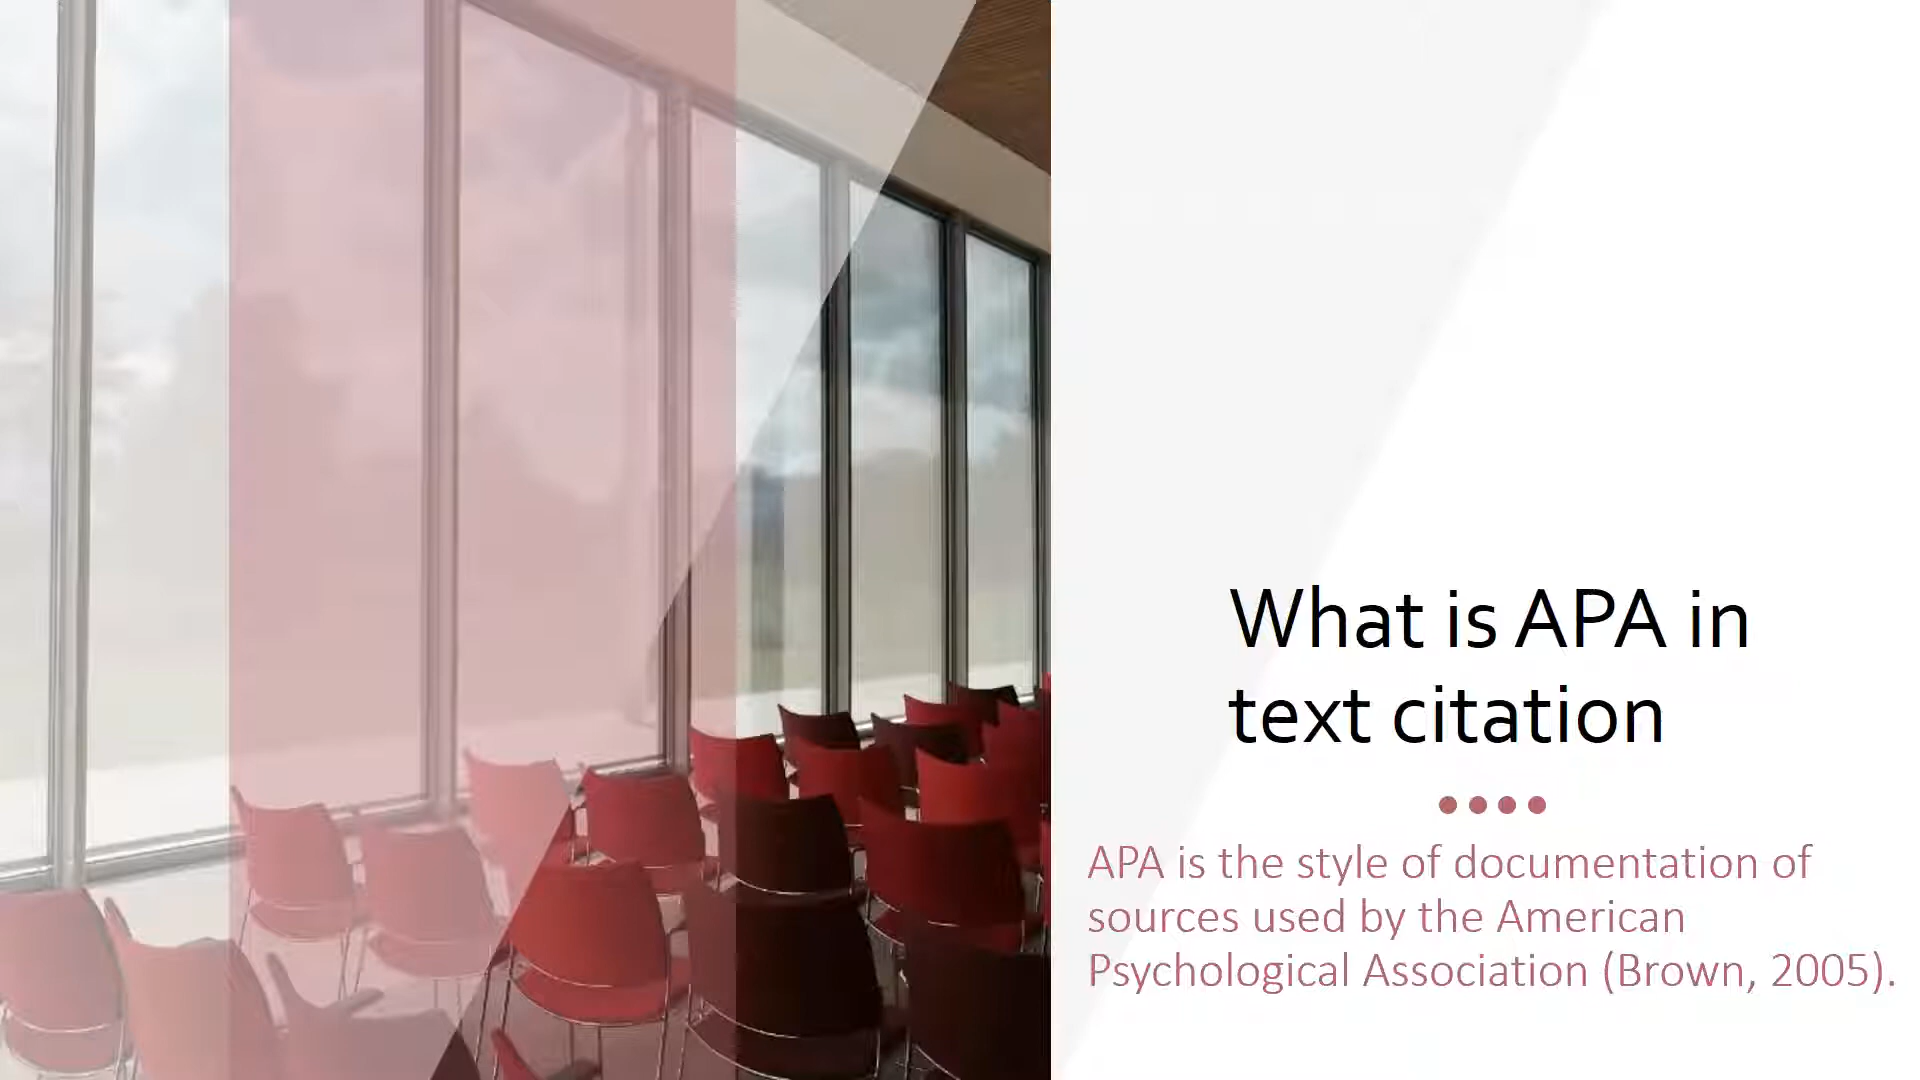 What is APA in
text citation
APA is the style of documentation of
sources used by the American
Psychological Association (Brown, 2005).